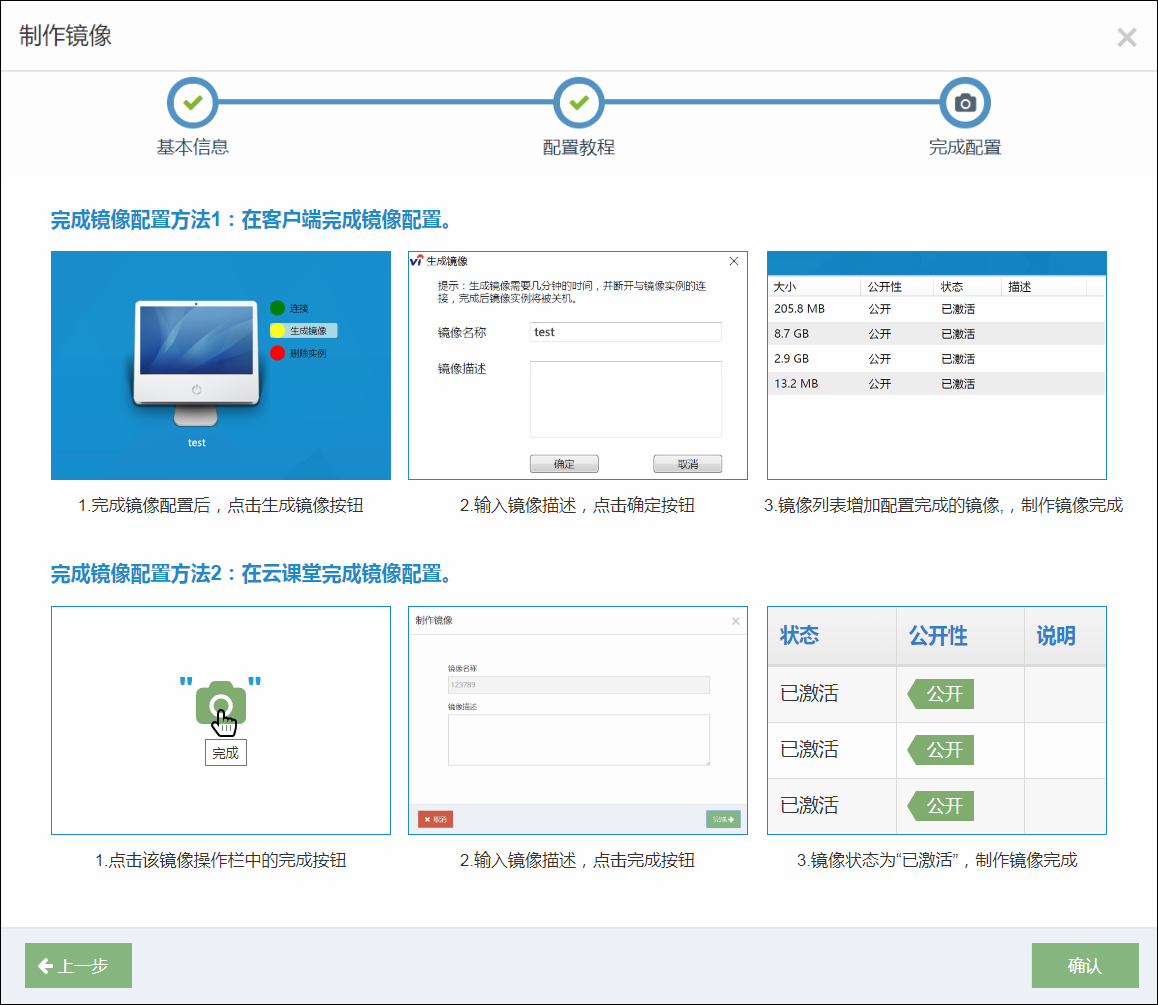 制作镜像
×
基本信息
配置教程
完成配置
完成镜像配置方法1：在客户端完成镜像配置。
连接
生成镜像
删除实例
test
生成镜像
提示：生成镜像需要几分钟的时间，并断开与镜像实例的连
接，完成后镜像实例将被关机。
镜像名称
test
镜像描述
确定 取消
大小 公开性 状态 描述
205.8 MB 公开 已激活
8.7 GB 公开 已激活
2.9 GB 公开 已激活
13.2 MB 公开 已激活
1.完成镜像配置后，点击生成镜像按钮
2.输入镜像描述，点击确定按钮
3.镜像列表增加配置完成的镜像,，制作镜像完成
完成镜像配置方法2：在云课堂完成镜像配置。
" "
完成
制作镜像
镜像名称
123789
镜像描述
取消
完成
状态 公开性 说明
已激活 公开
已激活 公开
已激活 公开
1.点击该镜像操作栏中的完成按钮
2.输入镜像描述，点击完成按钮
3.镜像状态为“已激活”，制作镜像完成
上一步
确认